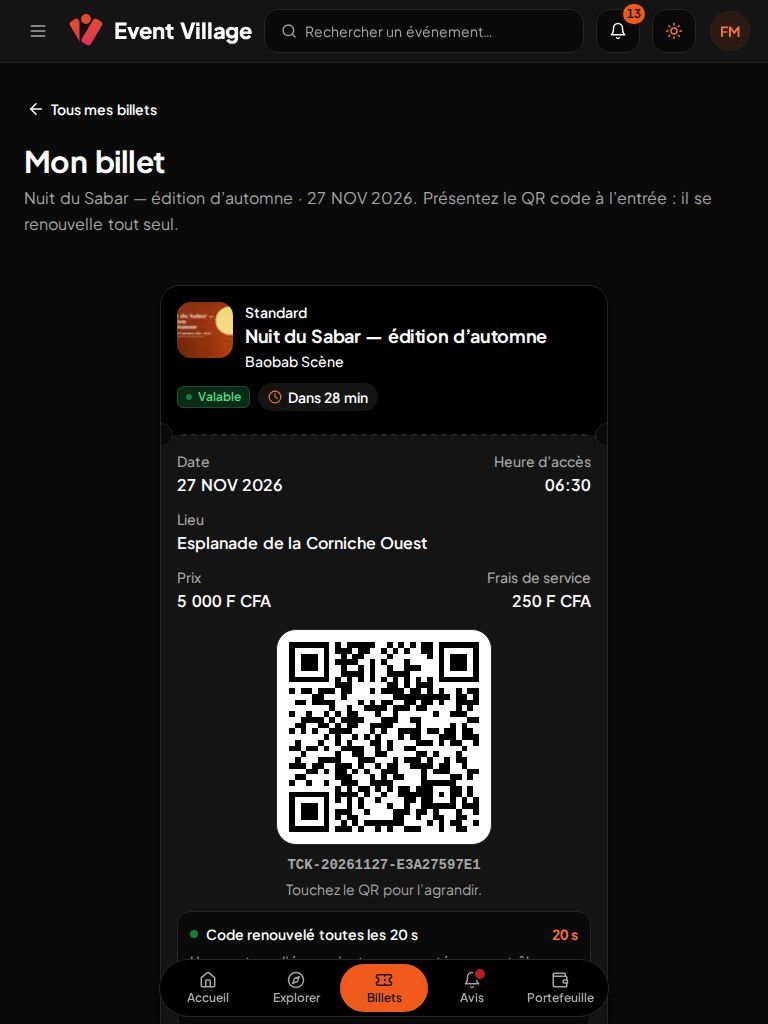 Event Village
Rechercher un événement...
13
FM
Tous mes billets
Mon billet
Nuit du Sabar — édition d’automne · 27 NOV 2026. Présentez le QR code à l’entrée : il se
renouvelle tout seul.
Standard
Nuit du Sabar — édition d’automne
Baobab Scène
Valable
Dans 28 min
Date
Heure d’accès
27 NOV 2026
06:30
Lieu
Esplanade de la Corniche Ouest
Prix
Frais de service
5 000 F CFA
250 F CFA
TCK-20261127-E3A27597E1
Touchez le QR pour l’agrandir.
Code renouvelé toutes les 20 s
20 s
Accueil
Explorer
Billets
Avis
Portefeuille